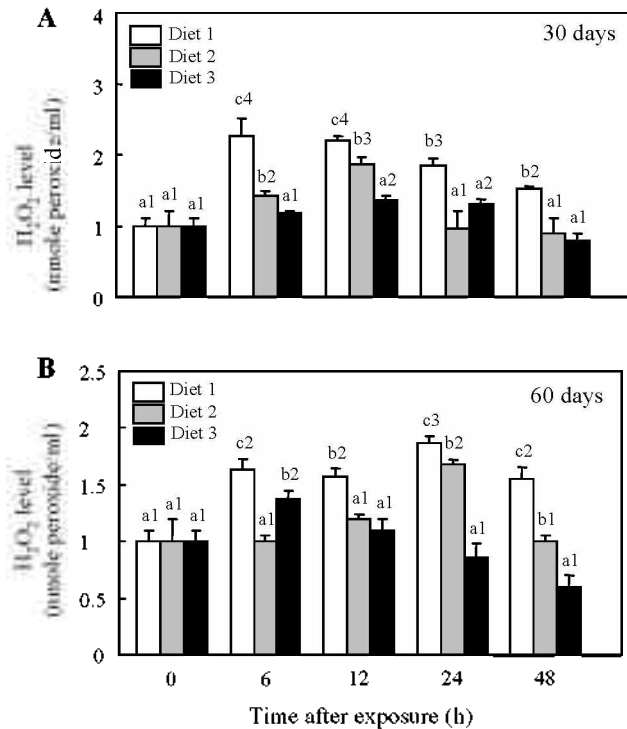 A
4
3
2
1
0
Diet 1
Diet 2
Diet 3
30 days
H₂O₂ level
(nmole peroxide/ml)
a1 a1 a1
c4 b2 a1
c4 b3 a2
b3 a1 a2
b2 a1 a1
B
2.5
2
1.5
1
0.5
0
Diet 1
Diet 2
Diet 3
60 days
H₂O₂ level
(nmole peroxide/ml)
a1 a1 a1
c2 a1 b2
b2 a1 a1
c3 b2 a1
c2 b1 a1
0 6 12 24 48
Time after exposure (h)